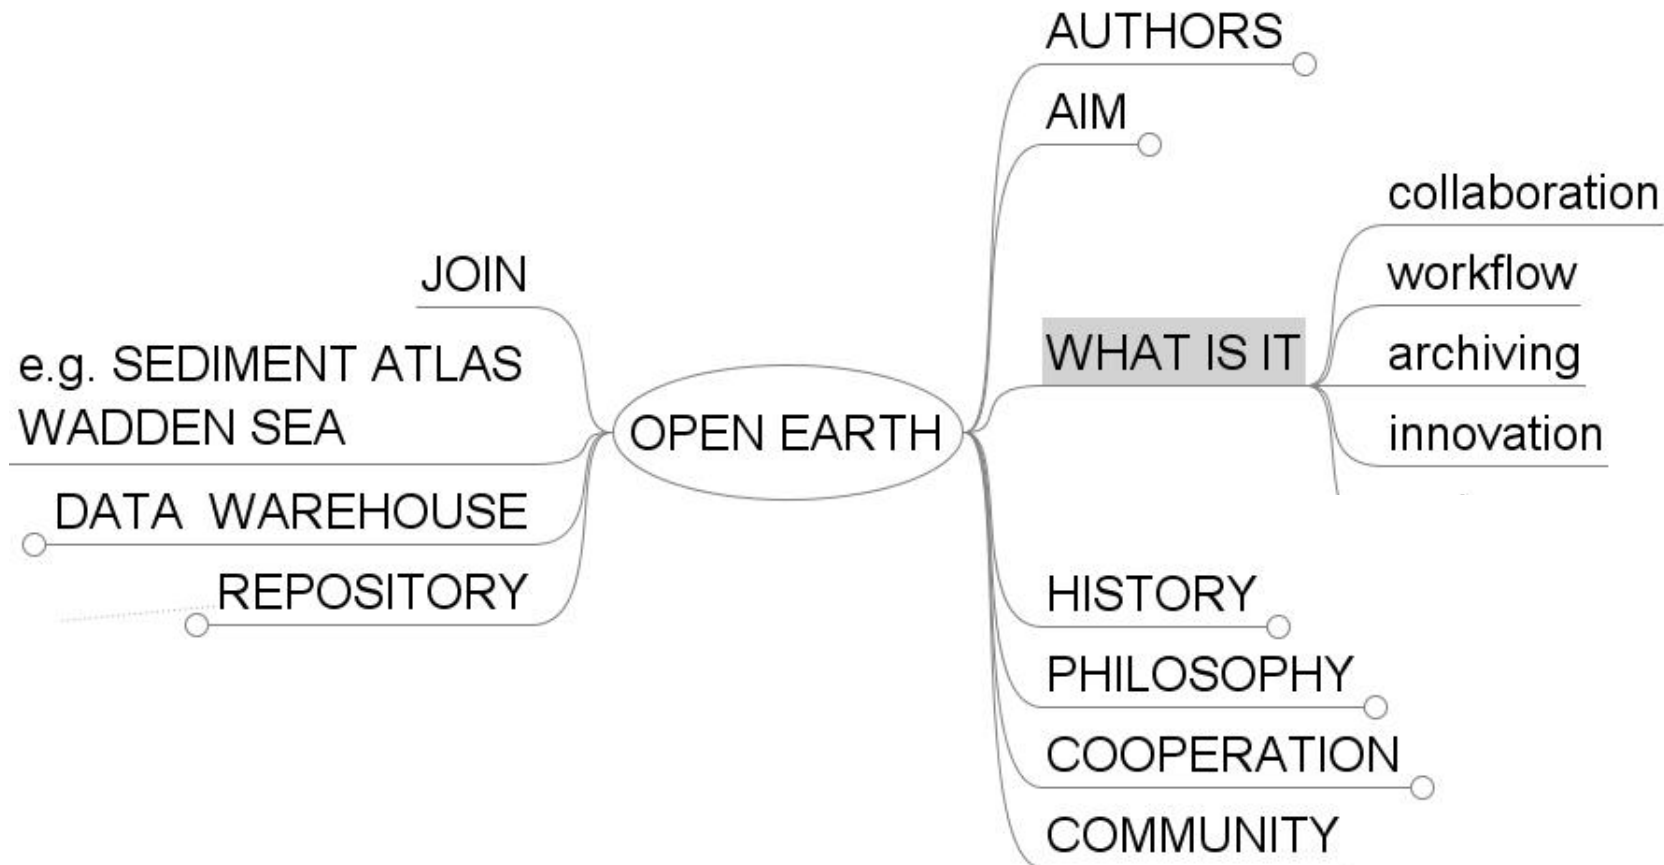 AUTHORS
AIM
collaboration
workflow
WHAT IS IT
archiving
innovation
JOIN
e.g. SEDIMENT ATLAS
WADDEN SEA
OPEN EARTH
DATA  WAREHOUSE
REPOSITORY
HISTORY
PHILOSOPHY
COOPERATION
COMMUNITY